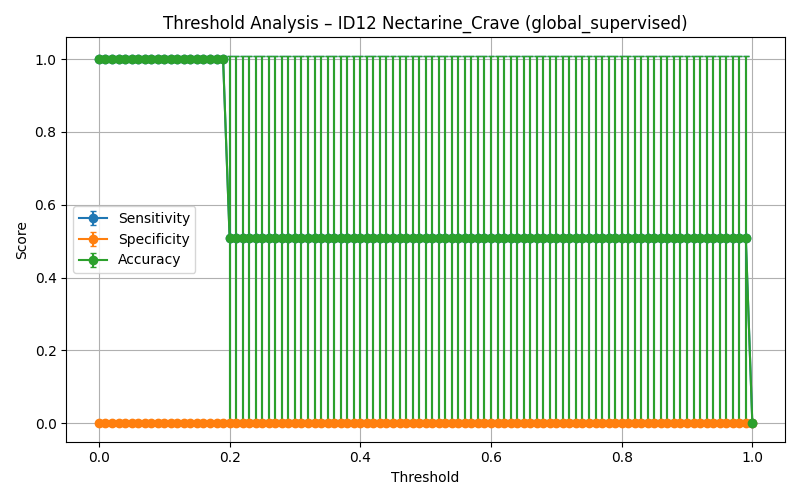 Threshold Analysis – ID12 Nectarine_Crave (global_supervised)
1.0
0.8
0.6
0.4
0.2
0.0
Score
Sensitivity
Specificity
Accuracy
0.0 0.2 0.4 0.6 0.8 1.0
Threshold